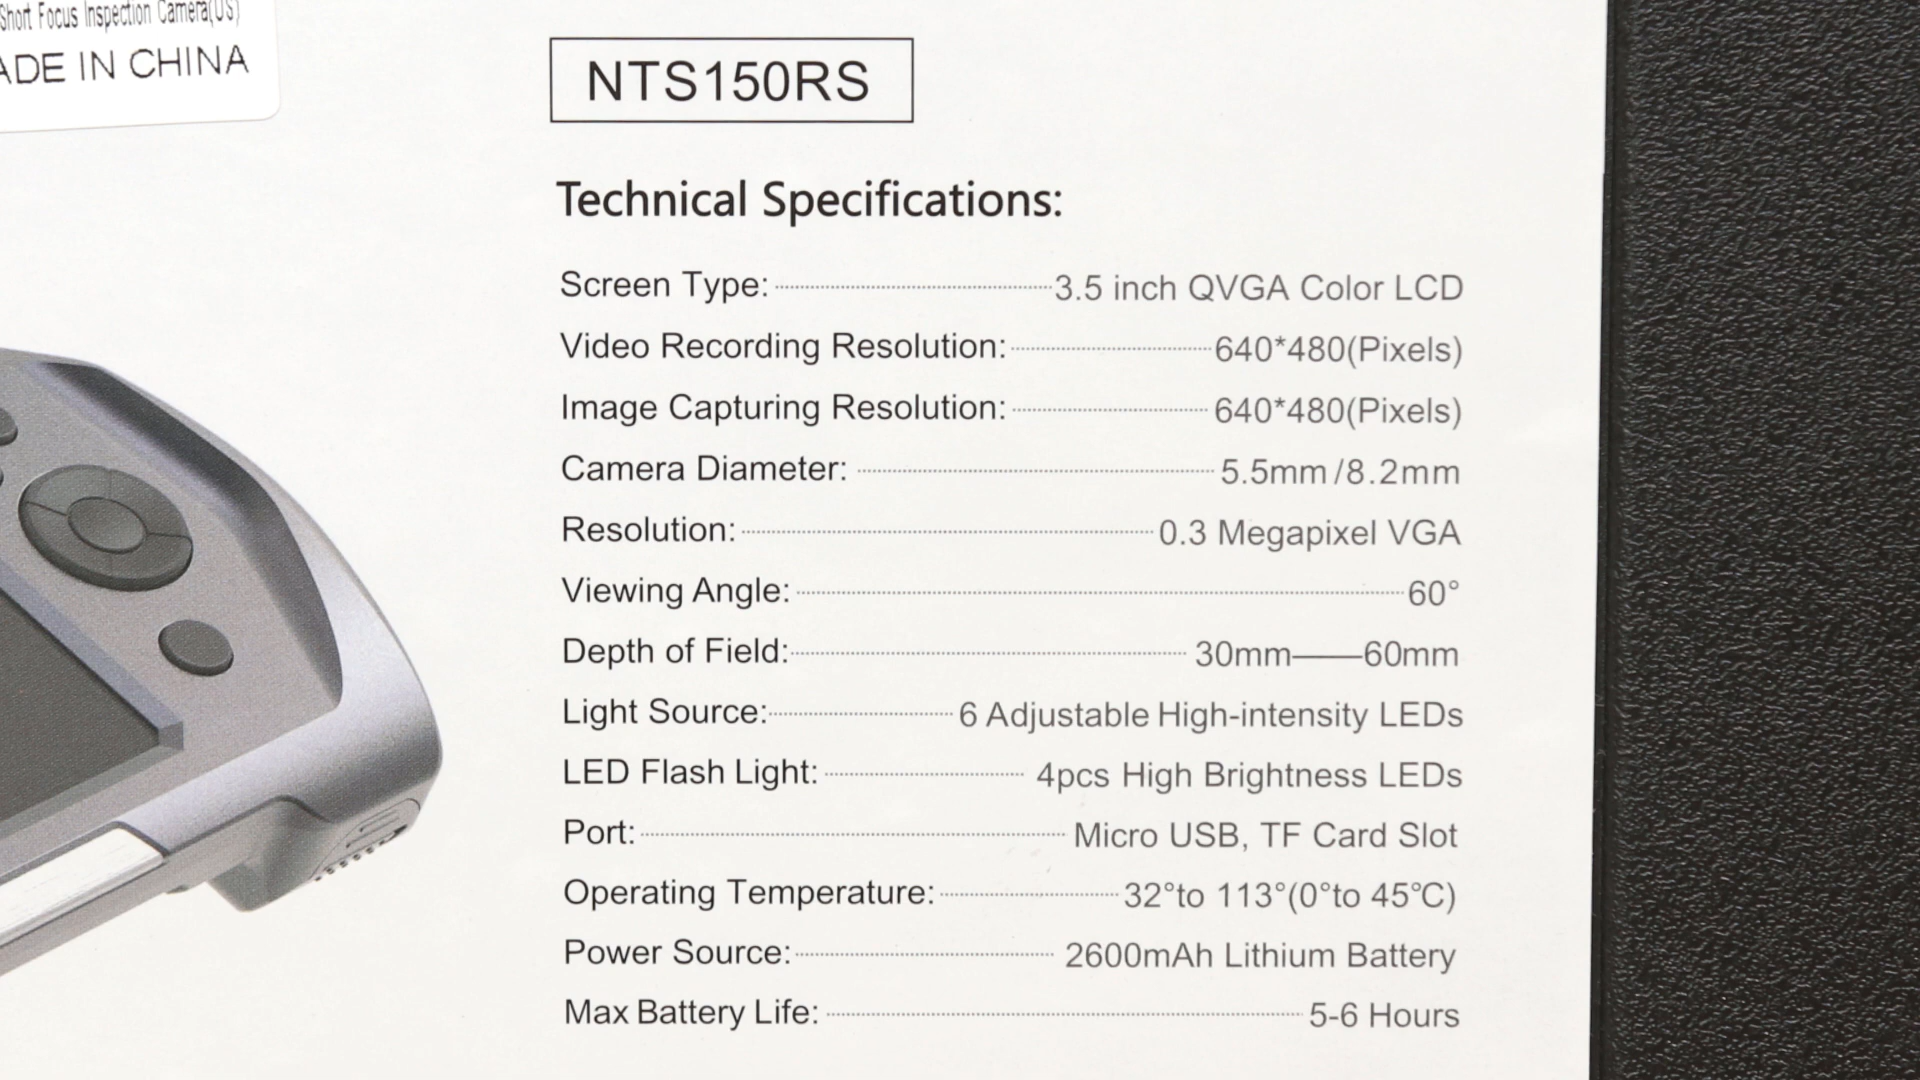 Short Focus Inspection Camera(US)
ADE IN CHINA
NTS150RS
Technical Specifications:
Screen Type: 3.5 inch QVGA Color LCD
Video Recording Resolution: 640*480(Pixels)
Image Capturing Resolution: 640*480(Pixels)
Camera Diameter: 5.5mm/8.2mm
Resolution: 0.3 Megapixel VGA
Viewing Angle: 60°
Depth of Field: 30mm——60mm
Light Source: 6 Adjustable High-intensity LEDs
LED Flash Light: 4pcs High Brightness LEDs
Port: Micro USB, TF Card Slot
Operating Temperature: 32°to 113°(0°to 45℃)
Power Source: 2600mAh Lithium Battery
Max Battery Life: 5-6 Hours